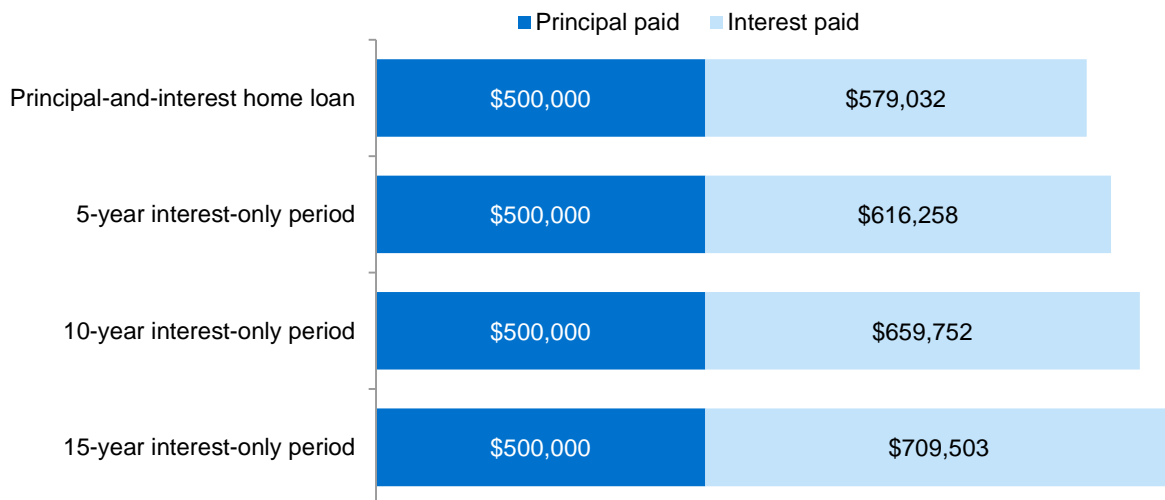 Principal paid Interest paid
Principal-and-interest home loan $500,000 $579,032
5-year interest-only period $500,000 $616,258
10-year interest-only period $500,000 $659,752
15-year interest-only period $500,000 $709,503